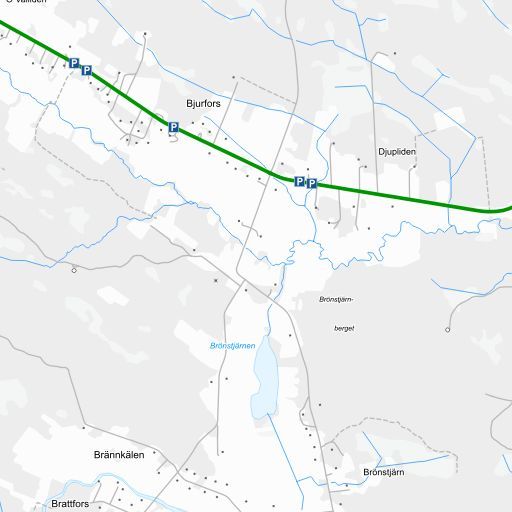 P P
Bjurfors
P
Djupliden
P P
Brönstjärn-
berget
Brönstjärnen
Brännkälen
Brönstjärn
Brattfors